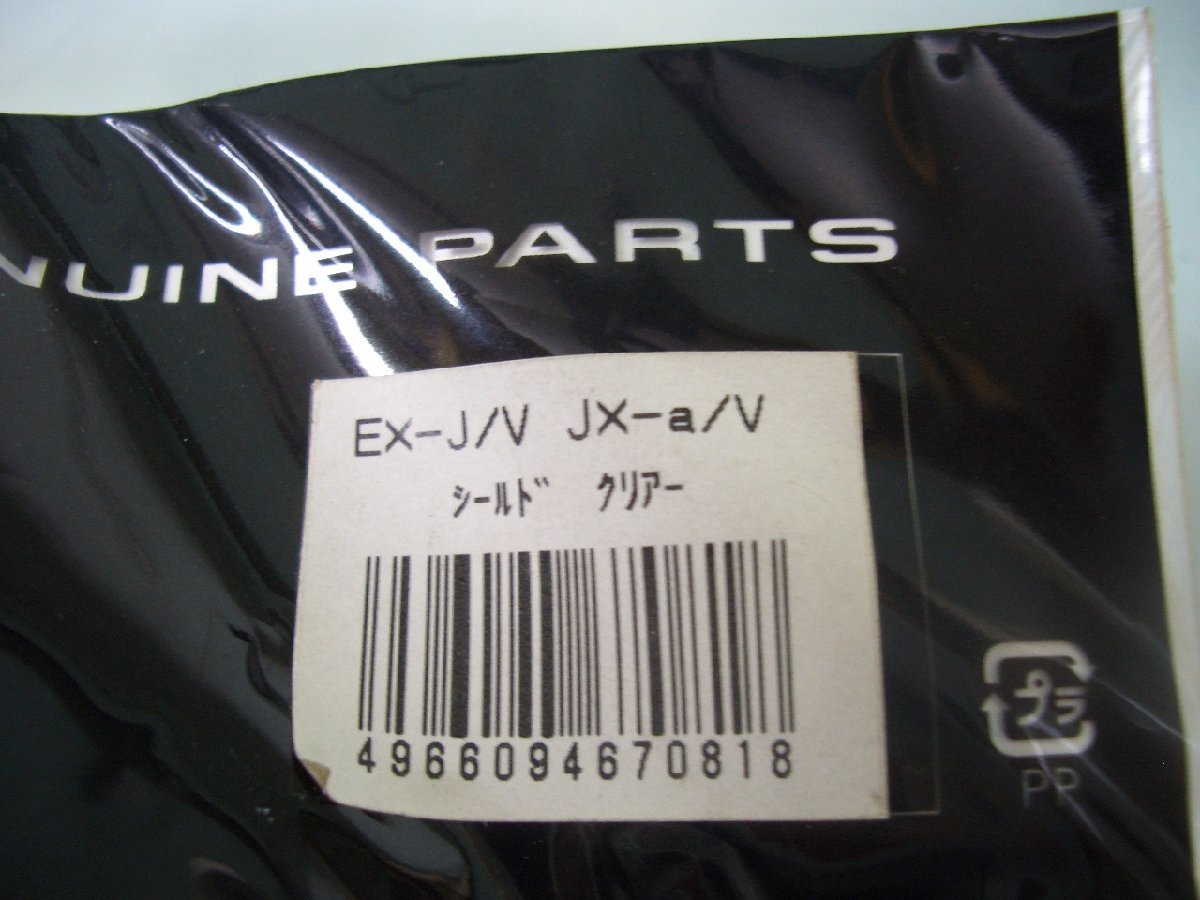 NUINE PARTS
EX-J/V JX-a/V
ｼｰﾙﾄﾞ ｸﾘｱｰ
4966094670818
プラ
PP